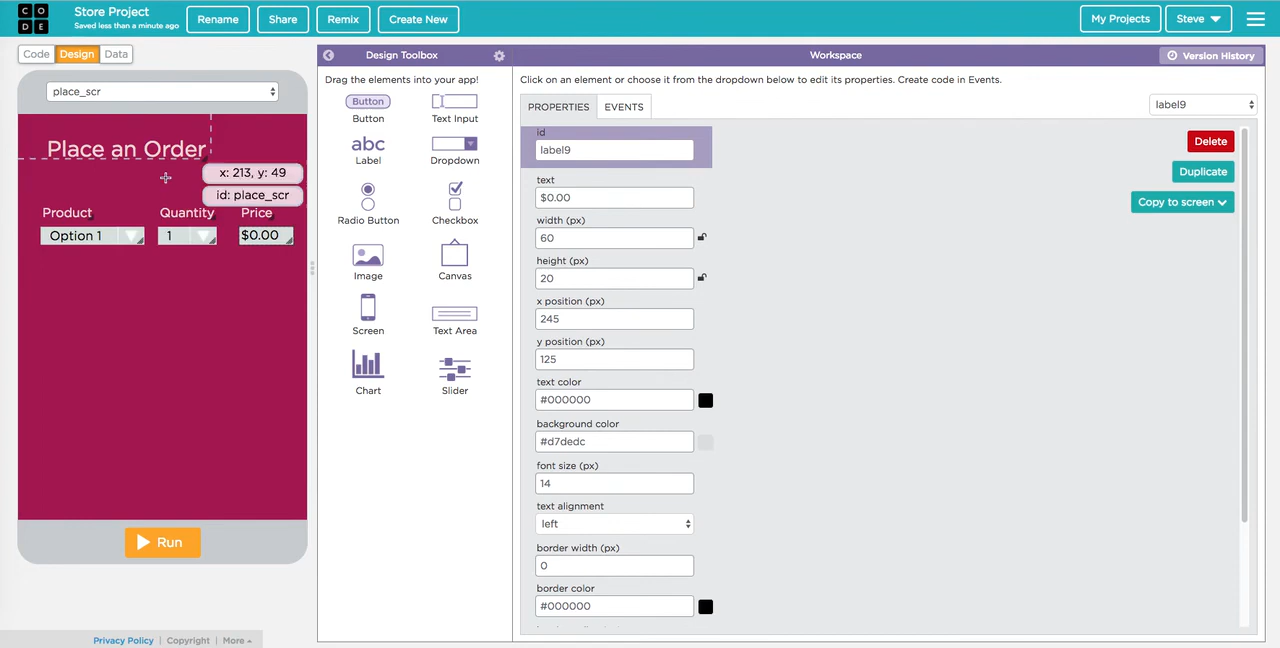 CODE
Store Project
Saved less than a minute ago
Rename
Share
Remix
Create New
My Projects
Steve
Code
Design
Data
Design Toolbox
Workspace
Version History
place_scr
Drag the elements into your app!
Click on an element or choose it from the dropdown below to edit its properties. Create code in Events.
PROPERTIES
EVENTS
label9
Place an Order
x: 213, y: 49
id: place_scr
Product
Quantity
Price
Option 1
1
$0.00
Run
Button
Button
Text Input
abc
Label
Dropdown
Radio Button
Checkbox
Image
Canvas
Screen
Text Area
Chart
Slider
id
label9
text
$0.00
width (px)
60
height (px)
20
x position (px)
245
y position (px)
125
text color
#000000
background color
#d7dedc
font size (px)
14
text alignment
left
border width (px)
0
border color
#000000
Delete
Duplicate
Copy to screen
Privacy Policy | Copyright | More